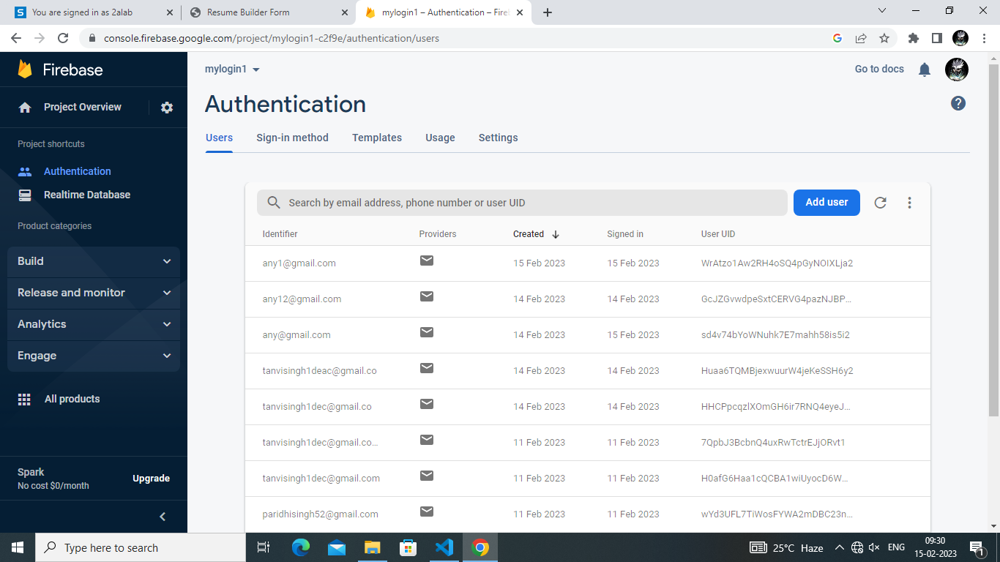 You are signed in as 2alab
Resume Builder Form
mylogin1 – Authentication – Fire
console.firebase.google.com/project/mylogin1-c2f9e/authentication/users
Firebase
Project Overview
Project shortcuts
Authentication
Realtime Database
Product categories
Build
Release and monitor
Analytics
Engage
All products
Spark
No cost $0/month
Upgrade
mylogin1
Go to docs
Authentication
Users Sign-in method Templates Usage Settings
Search by email address, phone number or user UID
Add user
Identifier Providers Created Signed in User UID
any1@gmail.com 15 Feb 2023 15 Feb 2023 WrAtzo1Aw2RH4oSQ4pGyNOIXLja2
any12@gmail.com 14 Feb 2023 14 Feb 2023 GcJZGvwdpeSxtCERVG4pazNJBP...
any@gmail.com 14 Feb 2023 15 Feb 2023 sd4v74bYoWNuhk7E7mahh58is5i2
tanvisingh1deac@gmail.co 14 Feb 2023 14 Feb 2023 Huaa6TQMBjexwuurW4jeKeSSH6y2
tanvisingh1dec@gmail.co 14 Feb 2023 14 Feb 2023 HHCPpcqzlXOmGH6ir7RNQ4eyeJ...
tanvisingh1dec@gmail.co... 11 Feb 2023 11 Feb 2023 7QpbJ3BcbnQ4uxRwTctrEJjORvt1
tanvisingh1dec@gmail.com 11 Feb 2023 11 Feb 2023 H0afG6Haa1cQCBA1wiUyocD6W...
paridhisingh52@gmail.com 11 Feb 2023 11 Feb 2023 wYd3UFL7TiWosFYWA2mDBC23n...
Type here to search
25°C Haze
ENG
09:30
15-02-2023
1